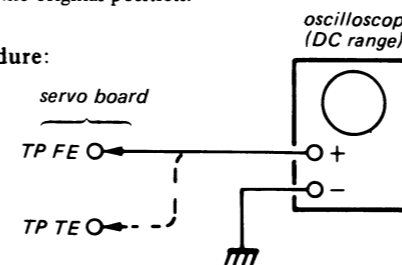 the original position.
oscilloscop
(DC range)
dure:
servo board
TP FE
+
−
TP TE